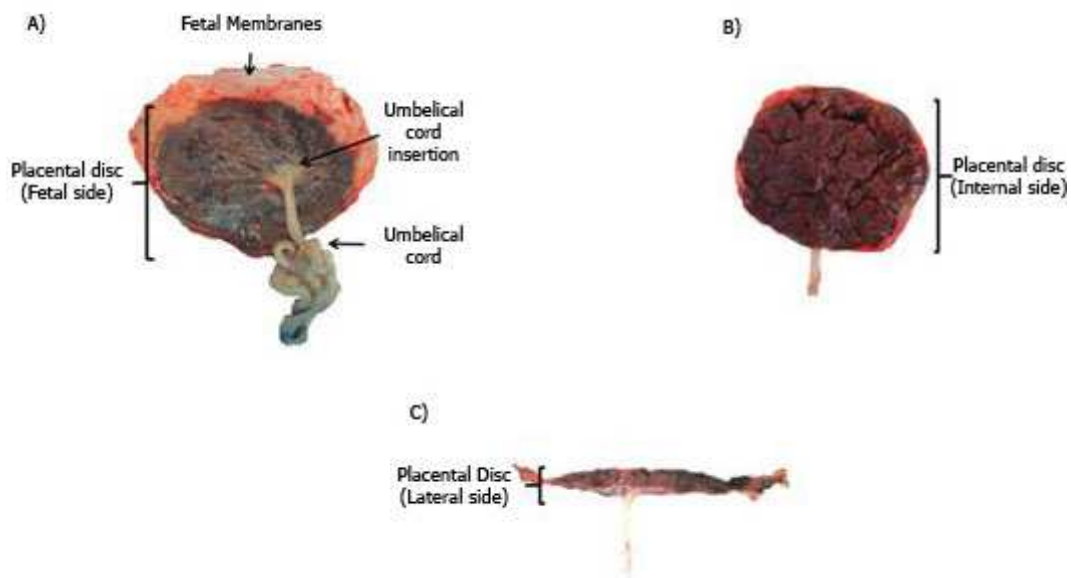 A)
Fetal Membranes
Umbelical
cord
insertion
Placental disc
(Fetal side)
Umbelical
cord
B)
Placental disc
(Internal side)
C)
Placental Disc
(Lateral side)